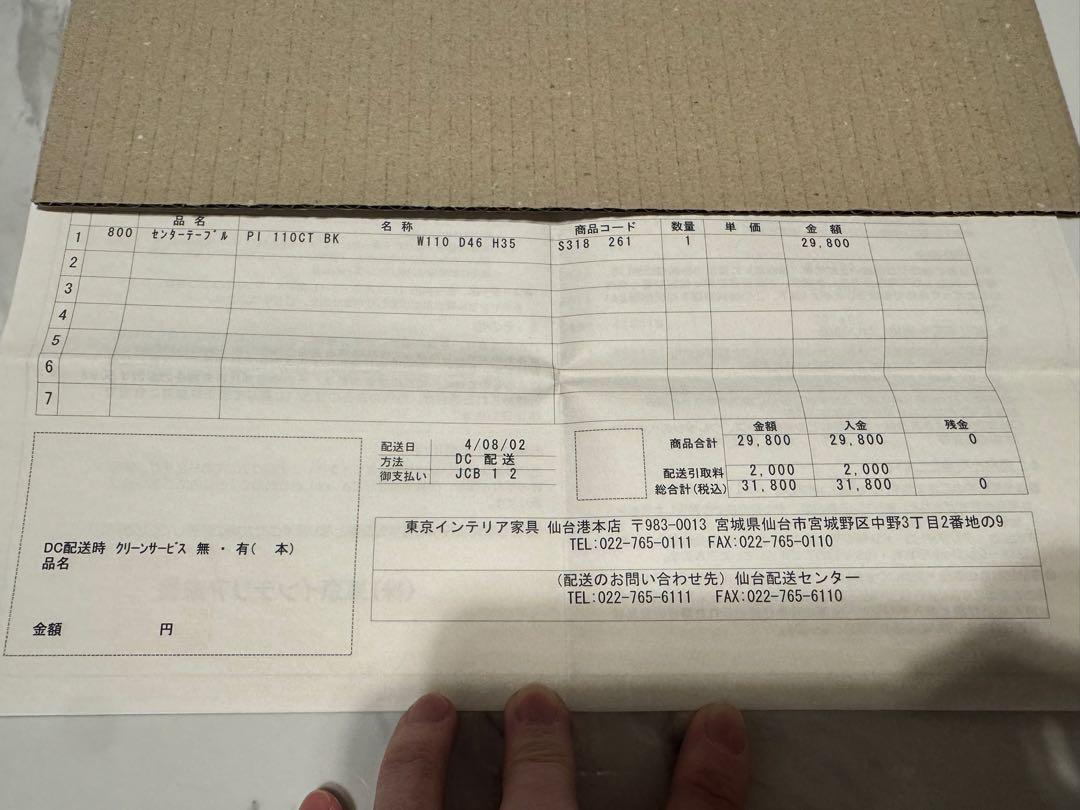 品名 名称 商品コード 数量 単価 金額
1 800 センターテーブル PI 110CT BK W110 D46 H35 S318 261 1 29,800
2
3
4
5
6
7
金額 入金 残金
商品合計 29,800 29,800 0
配送引取料 2,000 2,000
総合計(税込) 31,800 31,800 0
配送日 4/08/02
方法 DC 配送
御支払い JCB 1 2
DC配送時 クリーンサービス 無・有( 本)
品名
金額 円
東京インテリア家具 仙台港本店 〒983-0013 宮城県仙台市宮城野区中野3丁目2番地の9
TEL:022-765-0111 FAX:022-765-0110
(配送のお問い合わせ先) 仙台配送センター
TEL:022-765-6111 FAX:022-765-6110